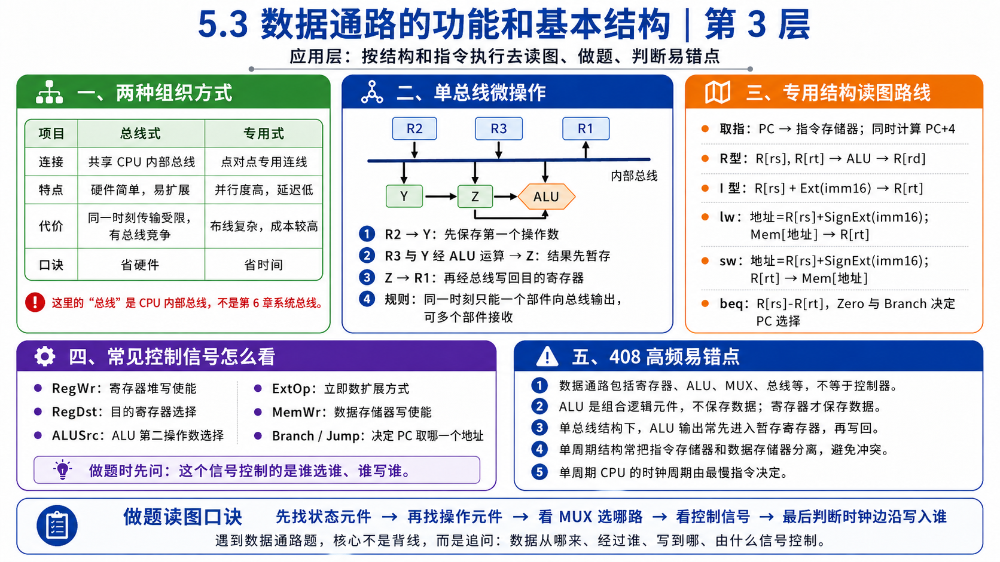 5.3 数据通路的功能和基本结构｜第 3 层
应用层：按结构和指令执行去读图、做题、判断易错点
一、两种组织方式
项目 总线式 专用式
连接 共享 CPU 内部总线 点对点专用连线
特点 硬件简单，易扩展 并行度高，延迟低
代价 同一时刻传输受限，
有总线竞争 布线复杂，成本较高
口诀 省硬件 省时间
! 这里的“总线”是 CPU 内部总线，不是第 6 章系统总线。
二、单总线微操作
R2 R3 R1
内部总线
Y Z ALU
1 R2 → Y：先保存第一个操作数
2 R3 与 Y 经 ALU 运算 → Z：结果先暂存
3 Z → R1：再经总线写回目的寄存器
4 规则：同一时刻只能一个部件向总线输出，
可多个部件接收
三、专用结构读图路线
取指：PC → 指令存储器；同时计算 PC+4
R型：R[rs], R[rt] → ALU → R[rd]
I 型：R[rs] + Ext(imm16) → R[rt]
lw：地址=R[rs]+SignExt(imm16)；
Mem[地址] → R[rt]
sw：地址=R[rs]+SignExt(imm16)；
R[rt] → Mem[地址]
beq：R[rs]-R[rt]，Zero 与 Branch 决定
PC 选择
四、常见控制信号怎么看
RegWr：寄存器堆写使能
RegDst：目的寄存器选择
ALUSrc：ALU 第二操作数选择
ExtOp：立即数扩展方式
MemWr：数据存储器写使能
Branch / Jump：决定 PC 取哪一个地址
做题时先问：这个信号控制的是谁选谁、谁写谁。
五、408 高频易错点
1 数据通路包括寄存器、ALU、MUX、总线等，不等于控制器。
2 ALU 是组合逻辑元件，不保存数据；寄存器才保存数据。
3 单总线结构下，ALU 输出常先进入暂存寄存器，再写回。
4 单周期结构常把指令存储器和数据存储器分离，避免冲突。
5 单周期 CPU 的时钟周期由最慢指令决定。
做题读图口诀 先找状态元件 → 再找操作元件 → 看 MUX 选哪路 → 看控制信号 → 最后判断时钟边沿写入谁
遇到数据通路题，核心不是背线，而是追问：数据从哪来、经过谁、写到哪、由什么信号控制。